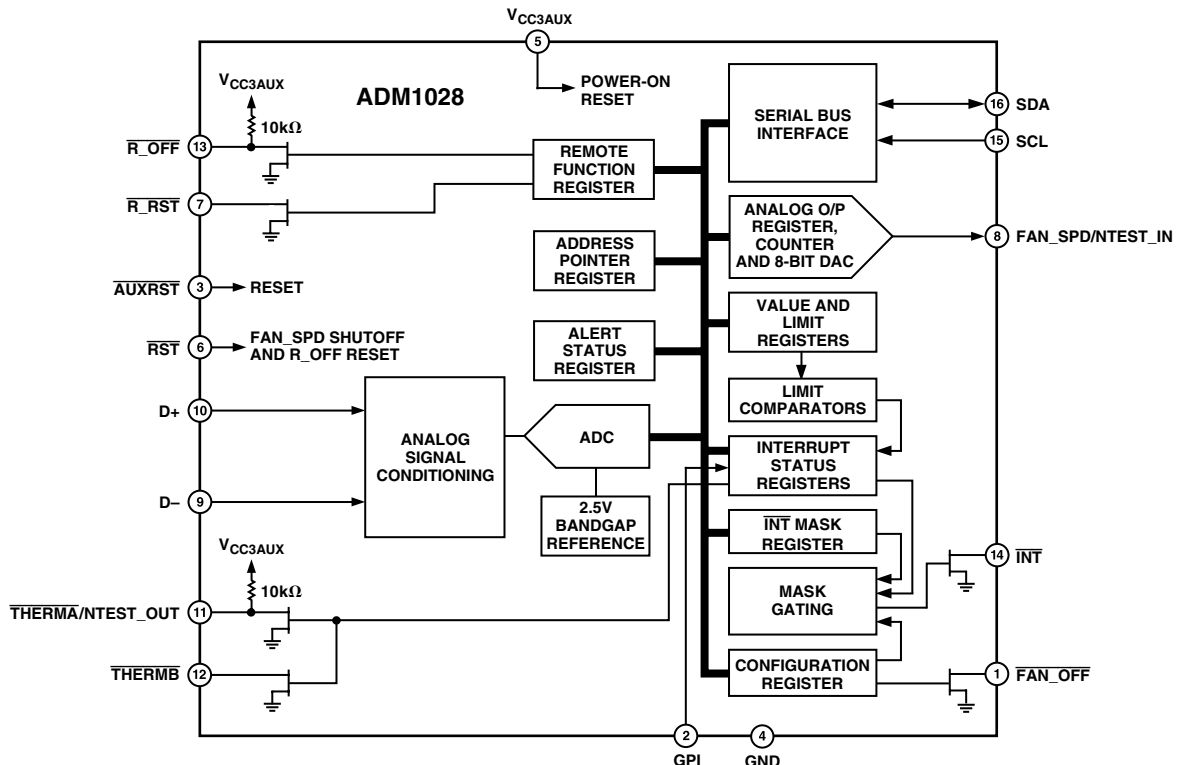 VCC3AUX
5
VCC3AUX
10kΩ
ADM1028
POWER-ON
RESET
R_OFF
13
R_RST
7
AUXRST
3
RESET
RST
6
FAN_SPD SHUTOFF
AND R_OFF RESET
D+
10
D–
9
ANALOG
SIGNAL
CONDITIONING
ADC
2.5V
BANDGAP
REFERENCE
REMOTE
FUNCTION
REGISTER
ADDRESS
POINTER
REGISTER
ALERT
STATUS
REGISTER
VCC3AUX
10kΩ
THERMA/NTEST_OUT
11
THERMB
12
SERIAL BUS
INTERFACE
16
SDA
15
SCL
ANALOG O/P
REGISTER,
COUNTER
AND 8-BIT DAC
8
FAN_SPD/NTEST_IN
VALUE AND
LIMIT
REGISTERS
LIMIT
COMPARATORS
INTERRUPT
STATUS
REGISTERS
INT MASK
REGISTER
MASK
GATING
CONFIGURATION
REGISTER
14
INT
1
FAN_OFF
2
GPI
4
GND